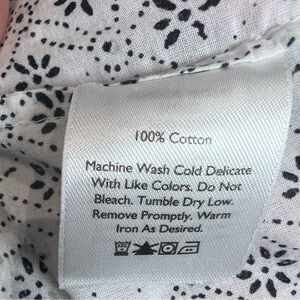 100% Cotton
Machine Wash Cold Delicate
With Like Colors. Do Not
Bleach. Tumble Dry Low.
Remove Promptly. Warm
Iron As Desired.